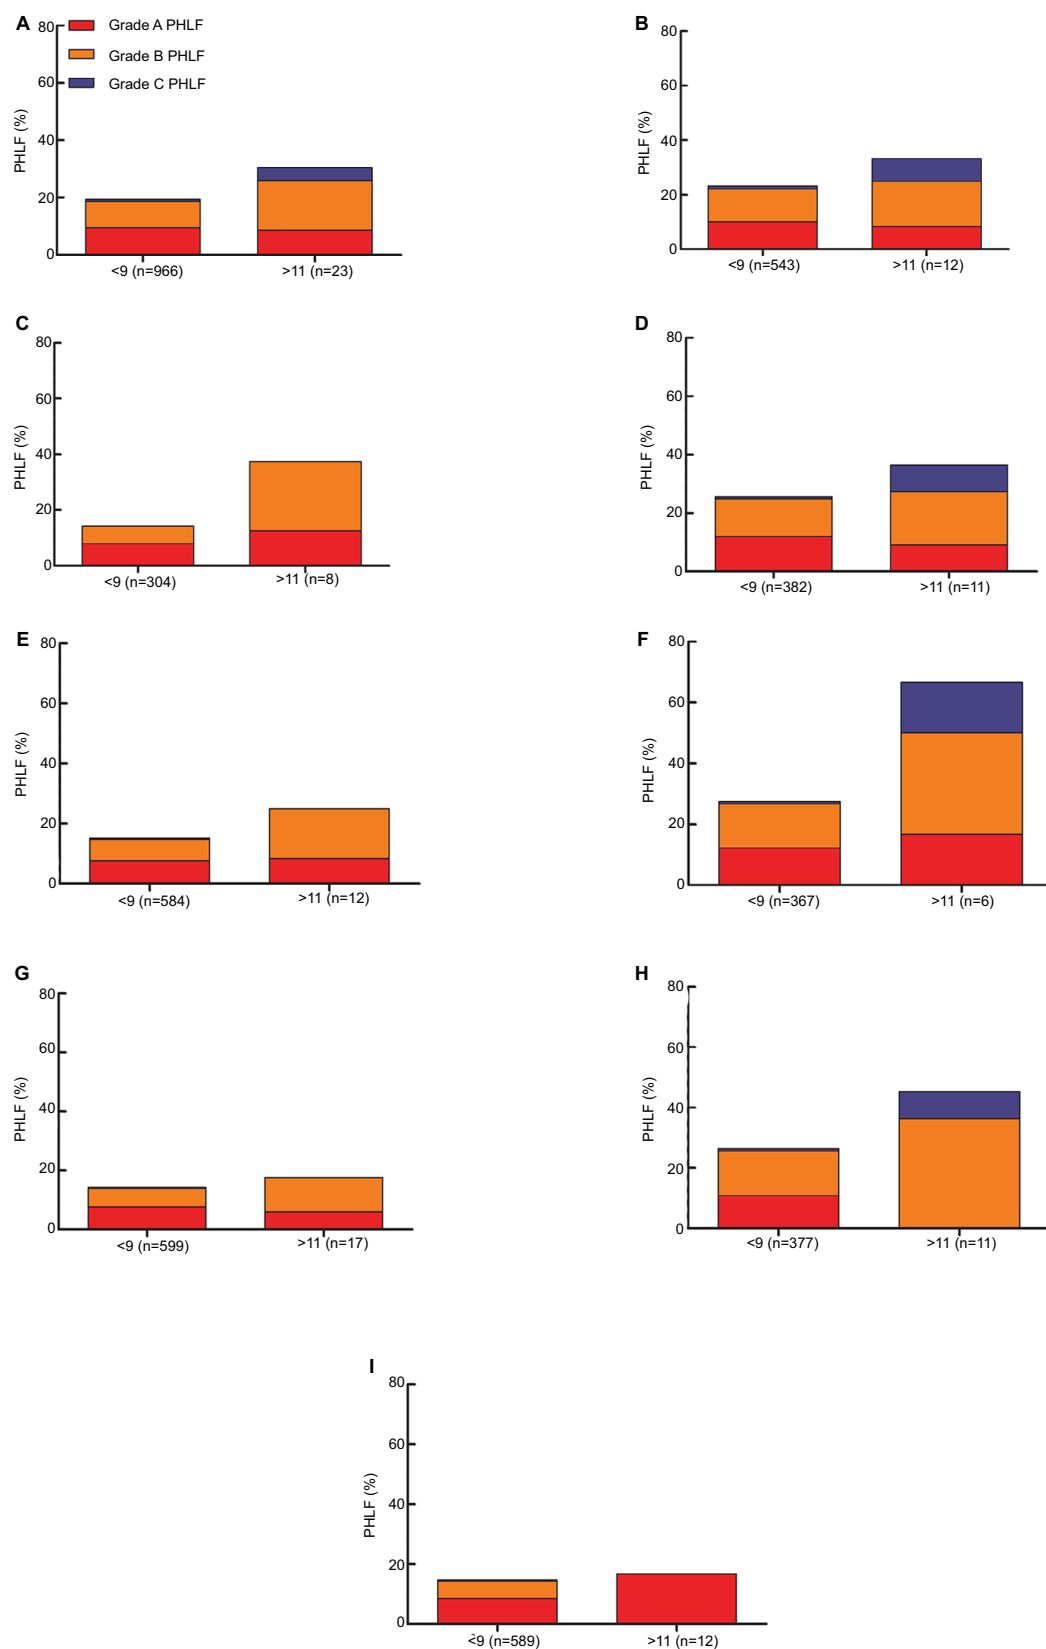 A
80
Grade A PHLF
Grade B PHLF
Grade C PHLF
60
40
20
0
PHLF (%)
<9 (n=966)
>11 (n=23)
B
80
60
40
20
0
PHLF (%)
<9 (n=543)
>11 (n=12)
C
80
60
40
20
0
PHLF (%)
<9 (n=304)
>11 (n=8)
D
80
60
40
20
0
PHLF (%)
<9 (n=382)
>11 (n=11)
E
80
60
40
20
0
PHLF (%)
<9 (n=584)
>11 (n=12)
F
80
60
40
20
0
PHLF (%)
<9 (n=367)
>11 (n=6)
G
80
60
40
20
0
PHLF (%)
<9 (n=599)
>11 (n=17)
H
80
60
40
20
0
PHLF (%)
<9 (n=377)
>11 (n=11)
I
80
60
40
20
0
PHLF (%)
<9 (n=589)
>11 (n=12)